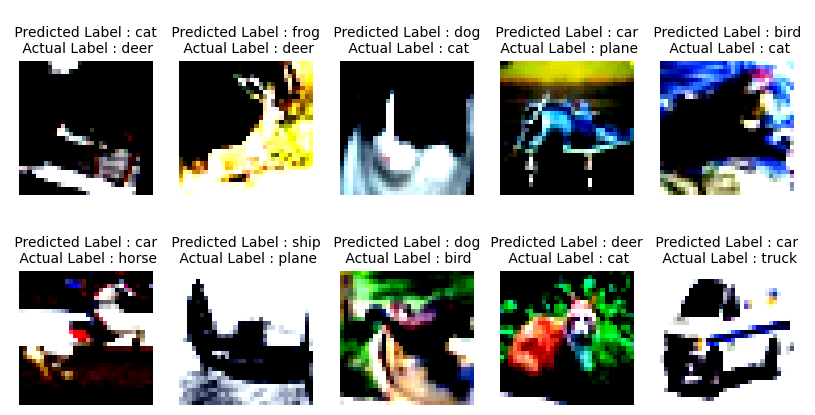 Predicted Label : cat
Actual Label : deer
Predicted Label : frog
Actual Label : deer
Predicted Label : dog
Actual Label : cat
Predicted Label : car
Actual Label : plane
Predicted Label : bird
Actual Label : cat
Predicted Label : car
Actual Label : horse
Predicted Label : ship
Actual Label : plane
Predicted Label : dog
Actual Label : bird
Predicted Label : deer
Actual Label : cat
Predicted Label : car
Actual Label : truck